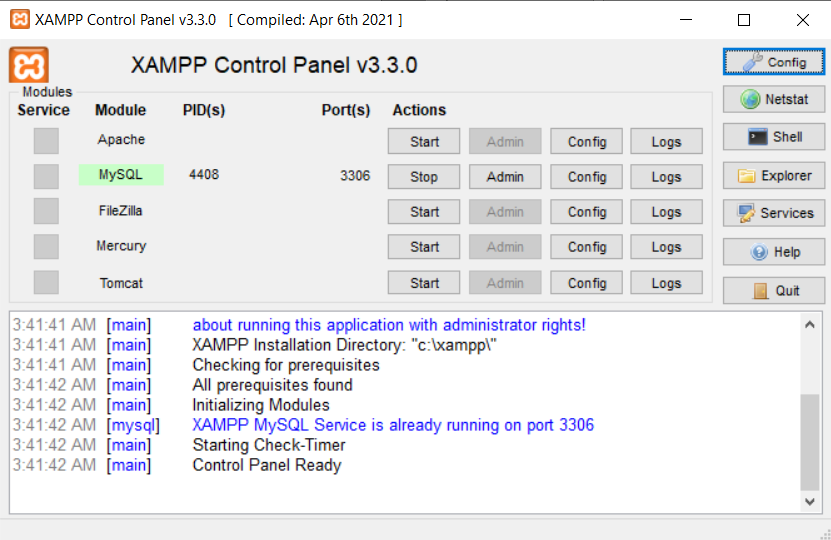 XAMPP Control Panel v3.3.0 [ Compiled: Apr 6th 2021 ]
XAMPP Control Panel v3.3.0
Config
Modules
Service Module PID(s) Port(s) Actions
Netstat
Apache Start Admin Config Logs
Shell
MySQL 4408 3306 Stop Admin Config Logs
Explorer
FileZilla Start Admin Config Logs
Services
Mercury Start Admin Config Logs
Help
Tomcat Start Admin Config Logs
Quit
3:41:41 AM [main] about running this application with administrator rights!
3:41:41 AM [main] XAMPP Installation Directory: "c:\xampp\"
3:41:41 AM [main] Checking for prerequisites
3:41:42 AM [main] All prerequisites found
3:41:42 AM [main] Initializing Modules
3:41:42 AM [mysql] XAMPP MySQL Service is already running on port 3306
3:41:42 AM [main] Starting Check-Timer
3:41:42 AM [main] Control Panel Ready